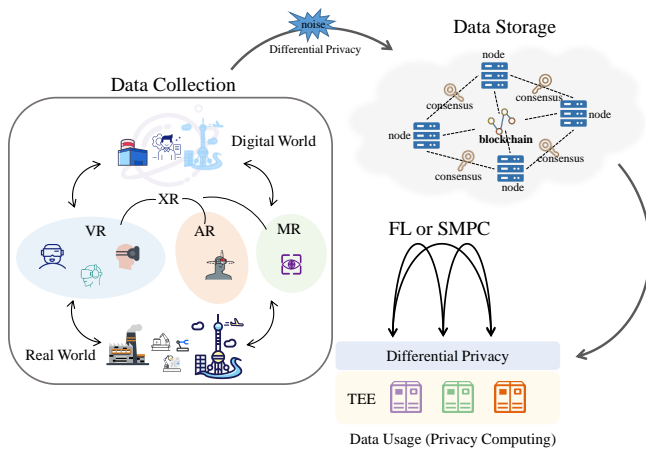 noise
Differential Privacy
Data Storage
node
consensus
consensus
node
node
blockchain
consensus
consensus
node
Data Collection
Digital World
XR
VR
AR
MR
Real World
FL or SMPC
Differential Privacy
TEE
Data Usage (Privacy Computing)